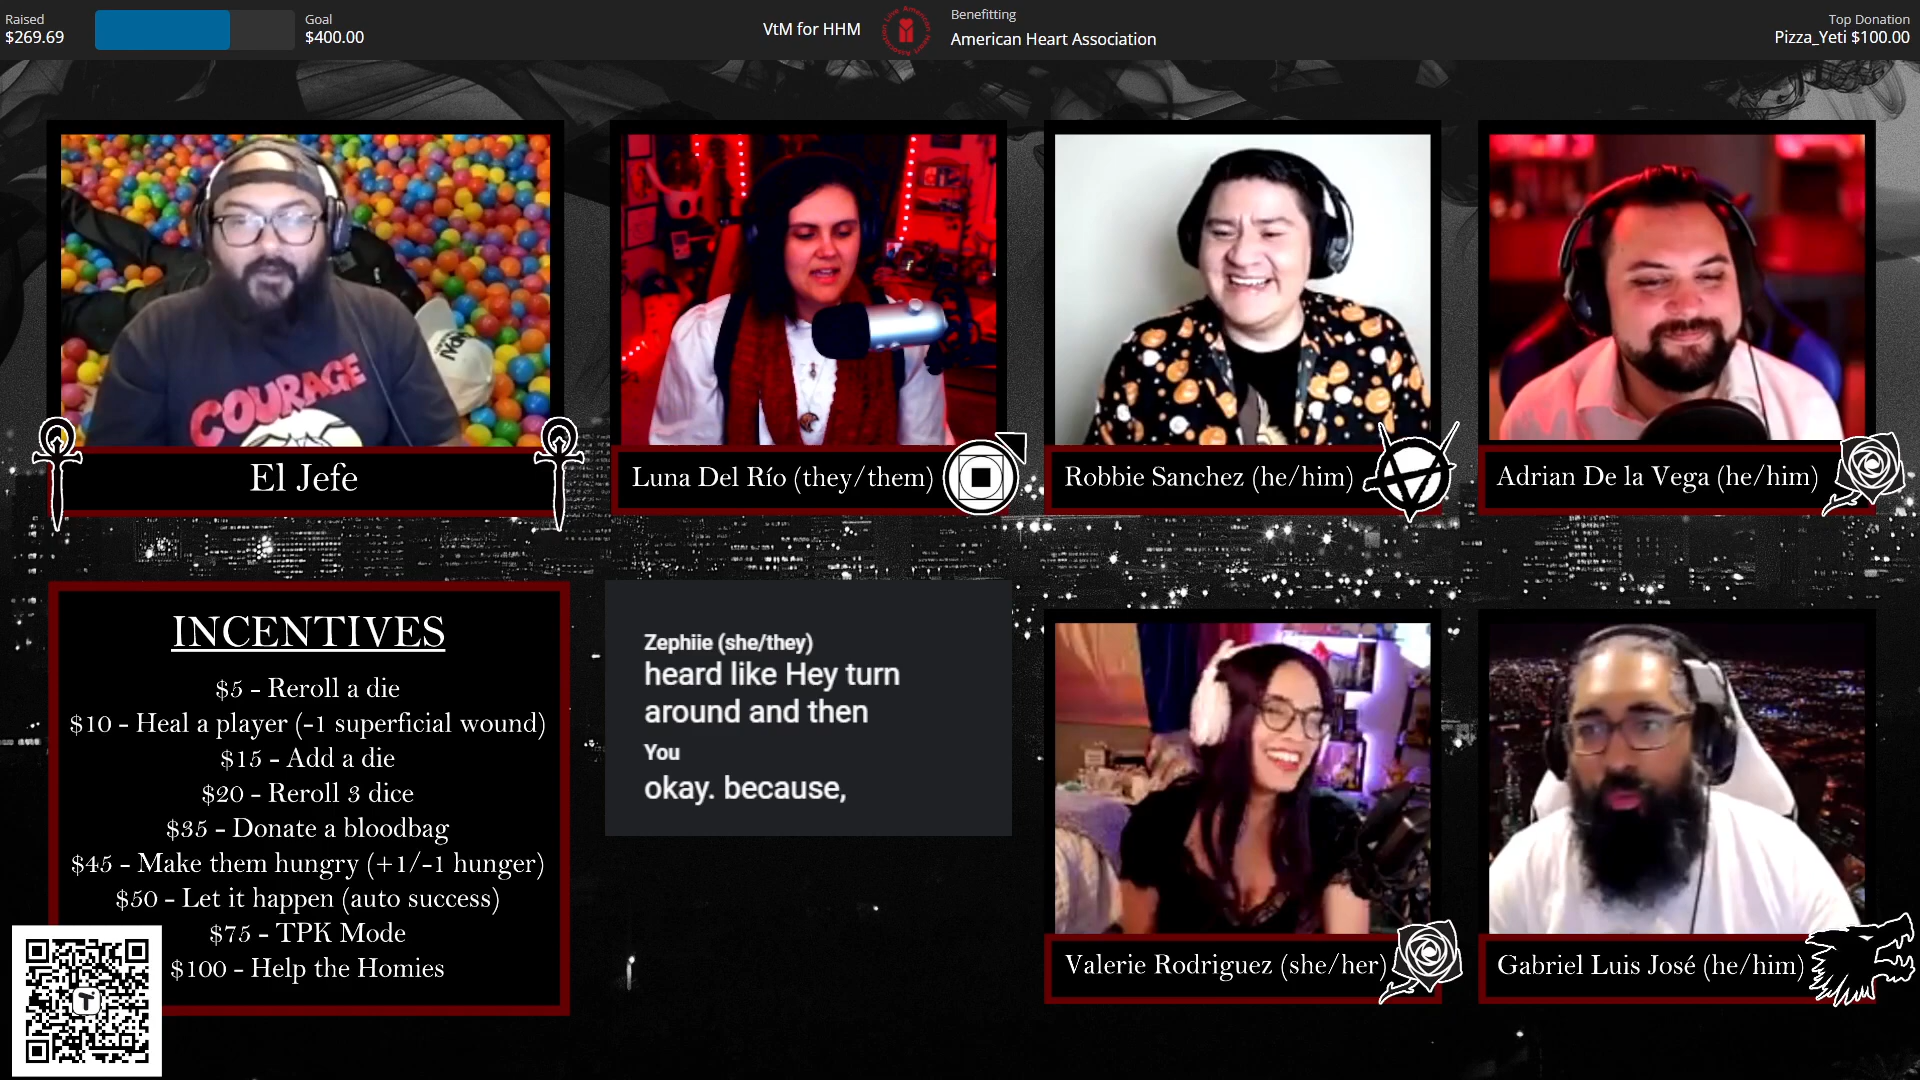 Raised
$269.69
Goal
$400.00
VtM for HHM
Benefitting
American Heart Association
Top Donation
Pizza_Yeti $100.00
COURAGE
El Jefe
Luna Del Río (they/them)
Robbie Sanchez (he/him)
Adrian De la Vega (he/him)
INCENTIVES
$5 - Reroll a die
$10 - Heal a player (-1 superficial wound)
$15 - Add a die
$20 - Reroll 3 dice
$35 - Donate a bloodbag
$45 - Make them hungry (+1/-1 hunger)
$50 - Let it happen (auto success)
$75 - TPK Mode
$100 - Help the Homies
T
Zephiie (she/they)
heard like Hey turn
around and then
You
okay. because,
Valerie Rodriguez (she/her)
Gabriel Luis José (he/him)